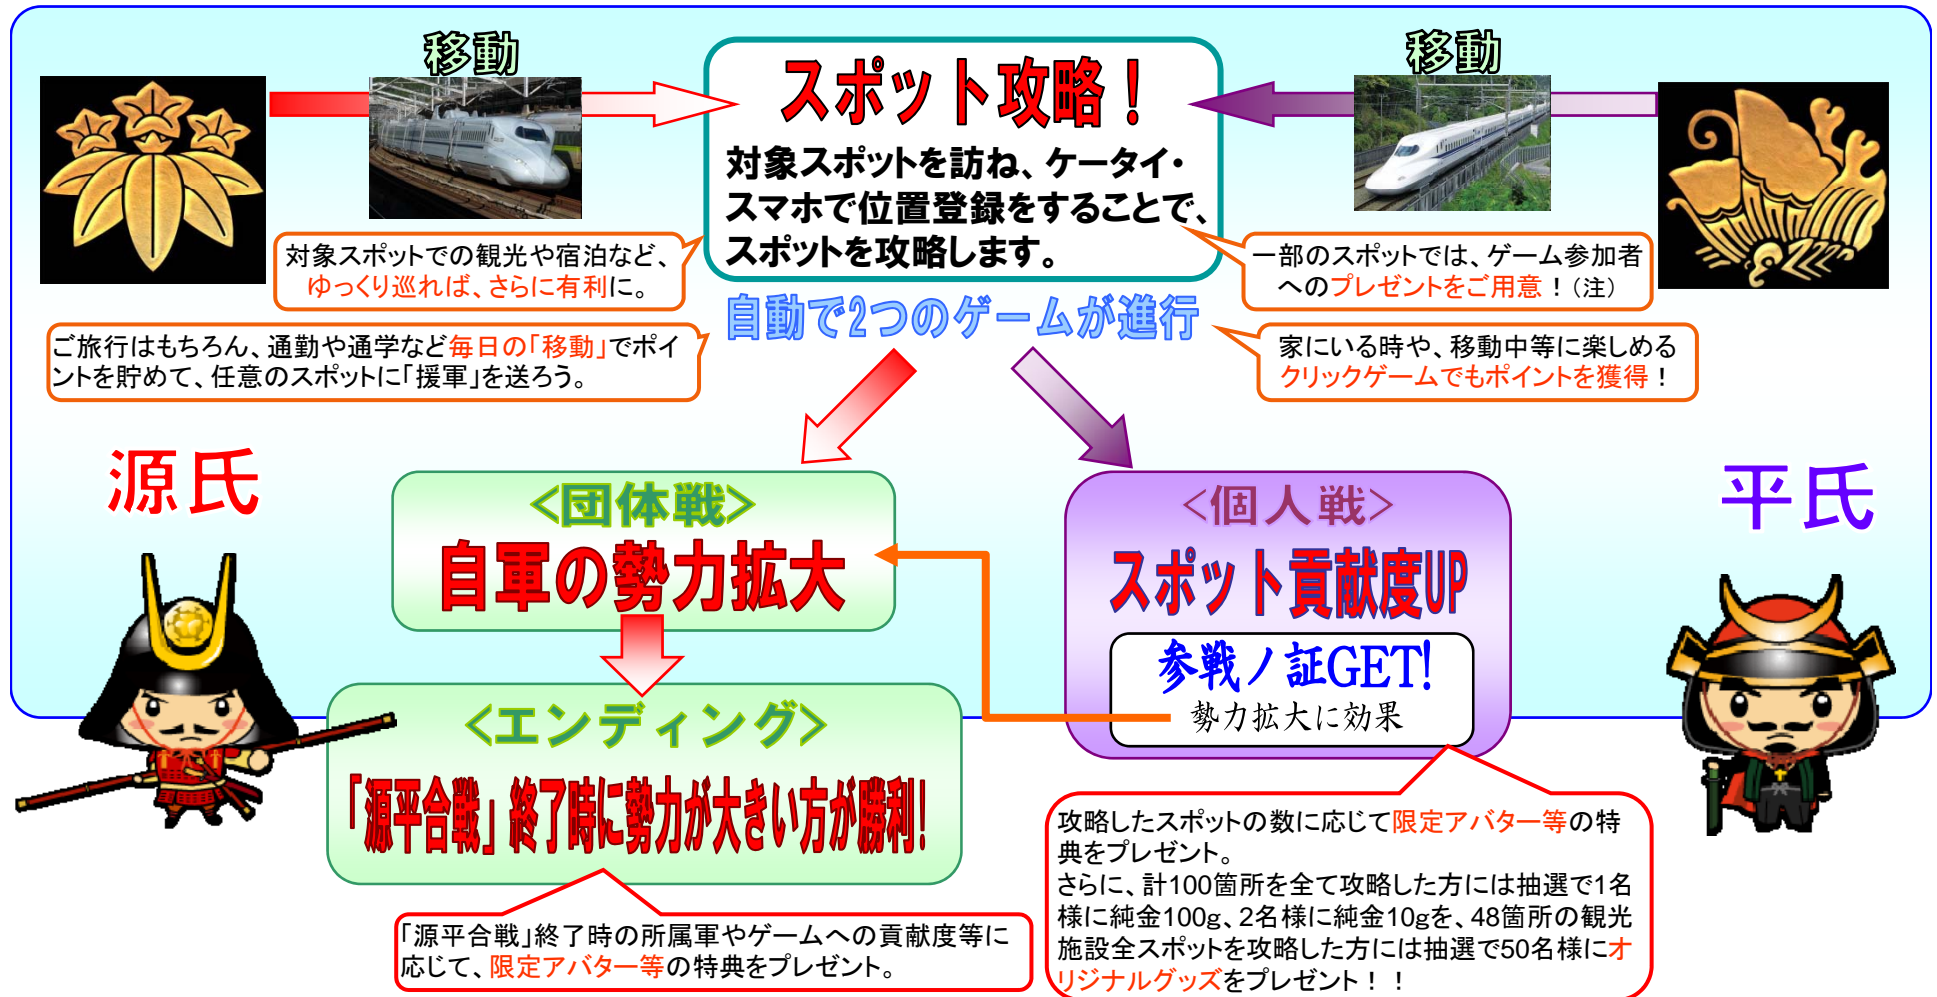 移動
移動
スポット攻略！
対象スポットを訪ね、ケータイ・
スマホで位置登録をすることで、
スポットを攻略します。
対象スポットでの観光や宿泊など、
ゆっくり巡れば、さらに有利に。
一部のスポットでは、ゲーム参加者
へのプレゼントをご用意！（注）
自動で2つのゲームが進行
ご旅行はもちろん、通勤や通学など毎日の「移動」でポイ
ントを貯めて、任意のスポットに「援軍」を送ろう。
家にいる時や、移動中等に楽しめる
クリックゲームでもポイントを獲得！
源氏
平氏
<団体戦>
自軍の勢力拡大
<個人戦>
スポット貢献度UP
参戦ノ証GET!
勢力拡大に効果
<エンディング>
「源平合戦」終了時に勢力が大きい方が勝利!
「源平合戦」終了時の所属軍やゲームへの貢献度等に
応じて、限定アバター等の特典をプレゼント。
攻略したスポットの数に応じて限定アバター等の特
典をプレゼント。
さらに、計100箇所を全て攻略した方には抽選で1名
様に純金100g、2名様に純金10gを、48箇所の観光
施設全スポットを攻略した方には抽選で50名様にオ
リジナルグッズをプレゼント！！